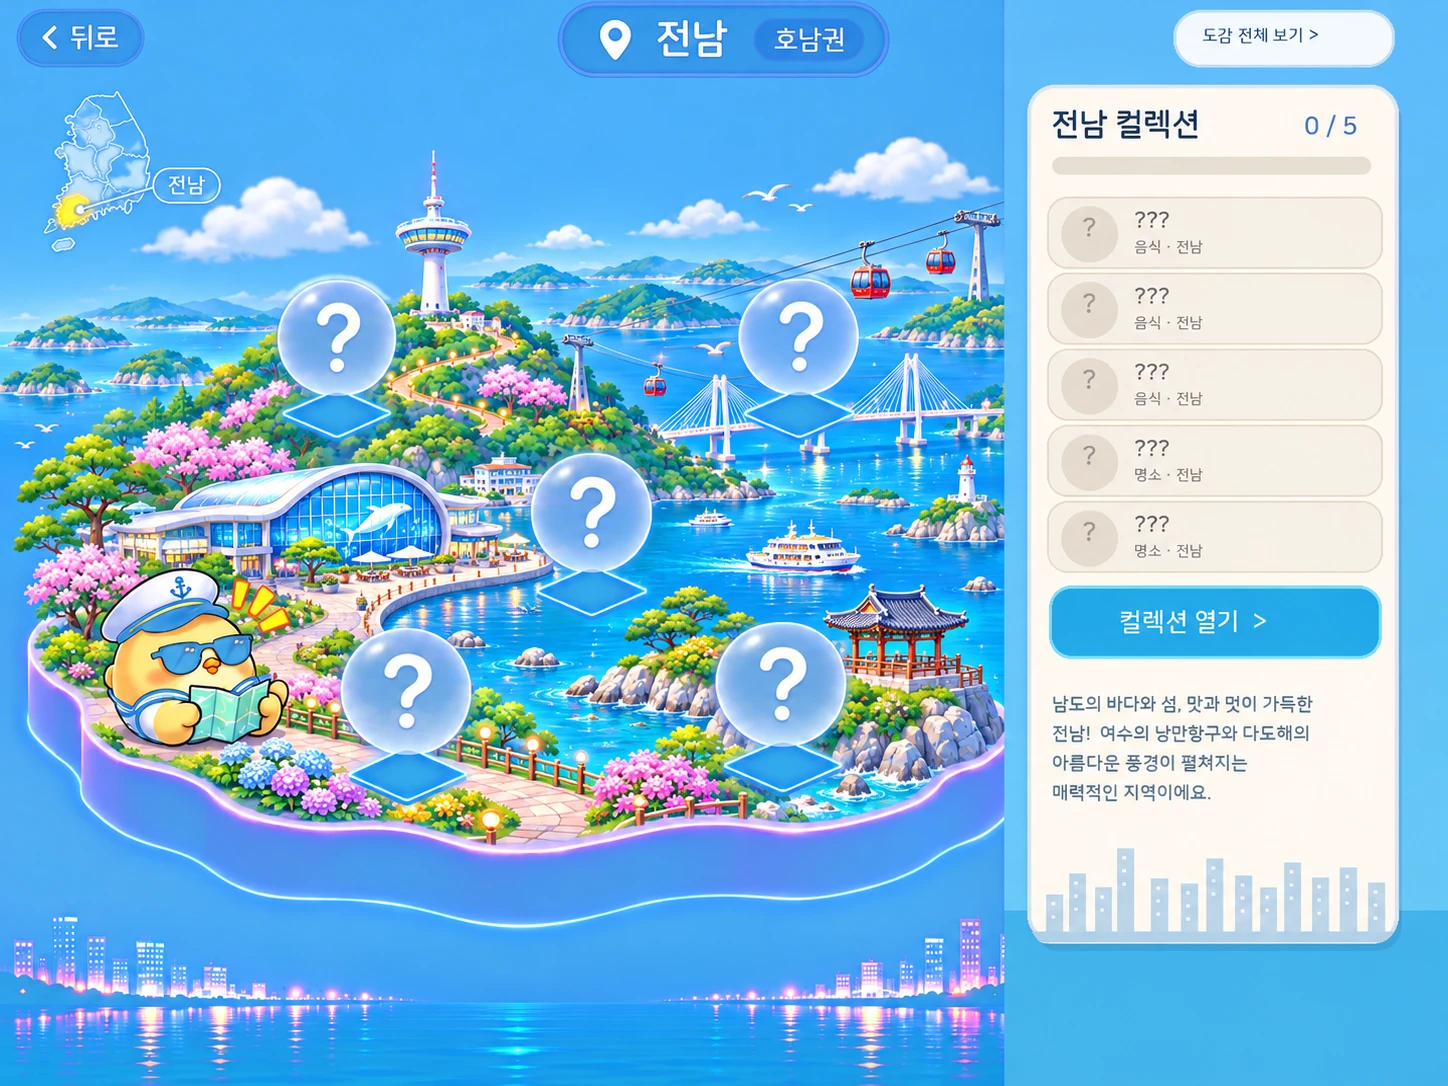 뒤로
전남 호남권
전남
?
?
?
?
?
도감 전체 보기 >
전남 컬렉션 0 / 5
? ???
음식 · 전남
? ???
음식 · 전남
? ???
음식 · 전남
? ???
명소 · 전남
? ???
명소 · 전남
컬렉션 열기 >
남도의 바다와 섬, 맛과 멋이 가득한
전남! 여수의 낭만항구와 다도해의
아름다운 풍경이 펼쳐지는
매력적인 지역이에요.